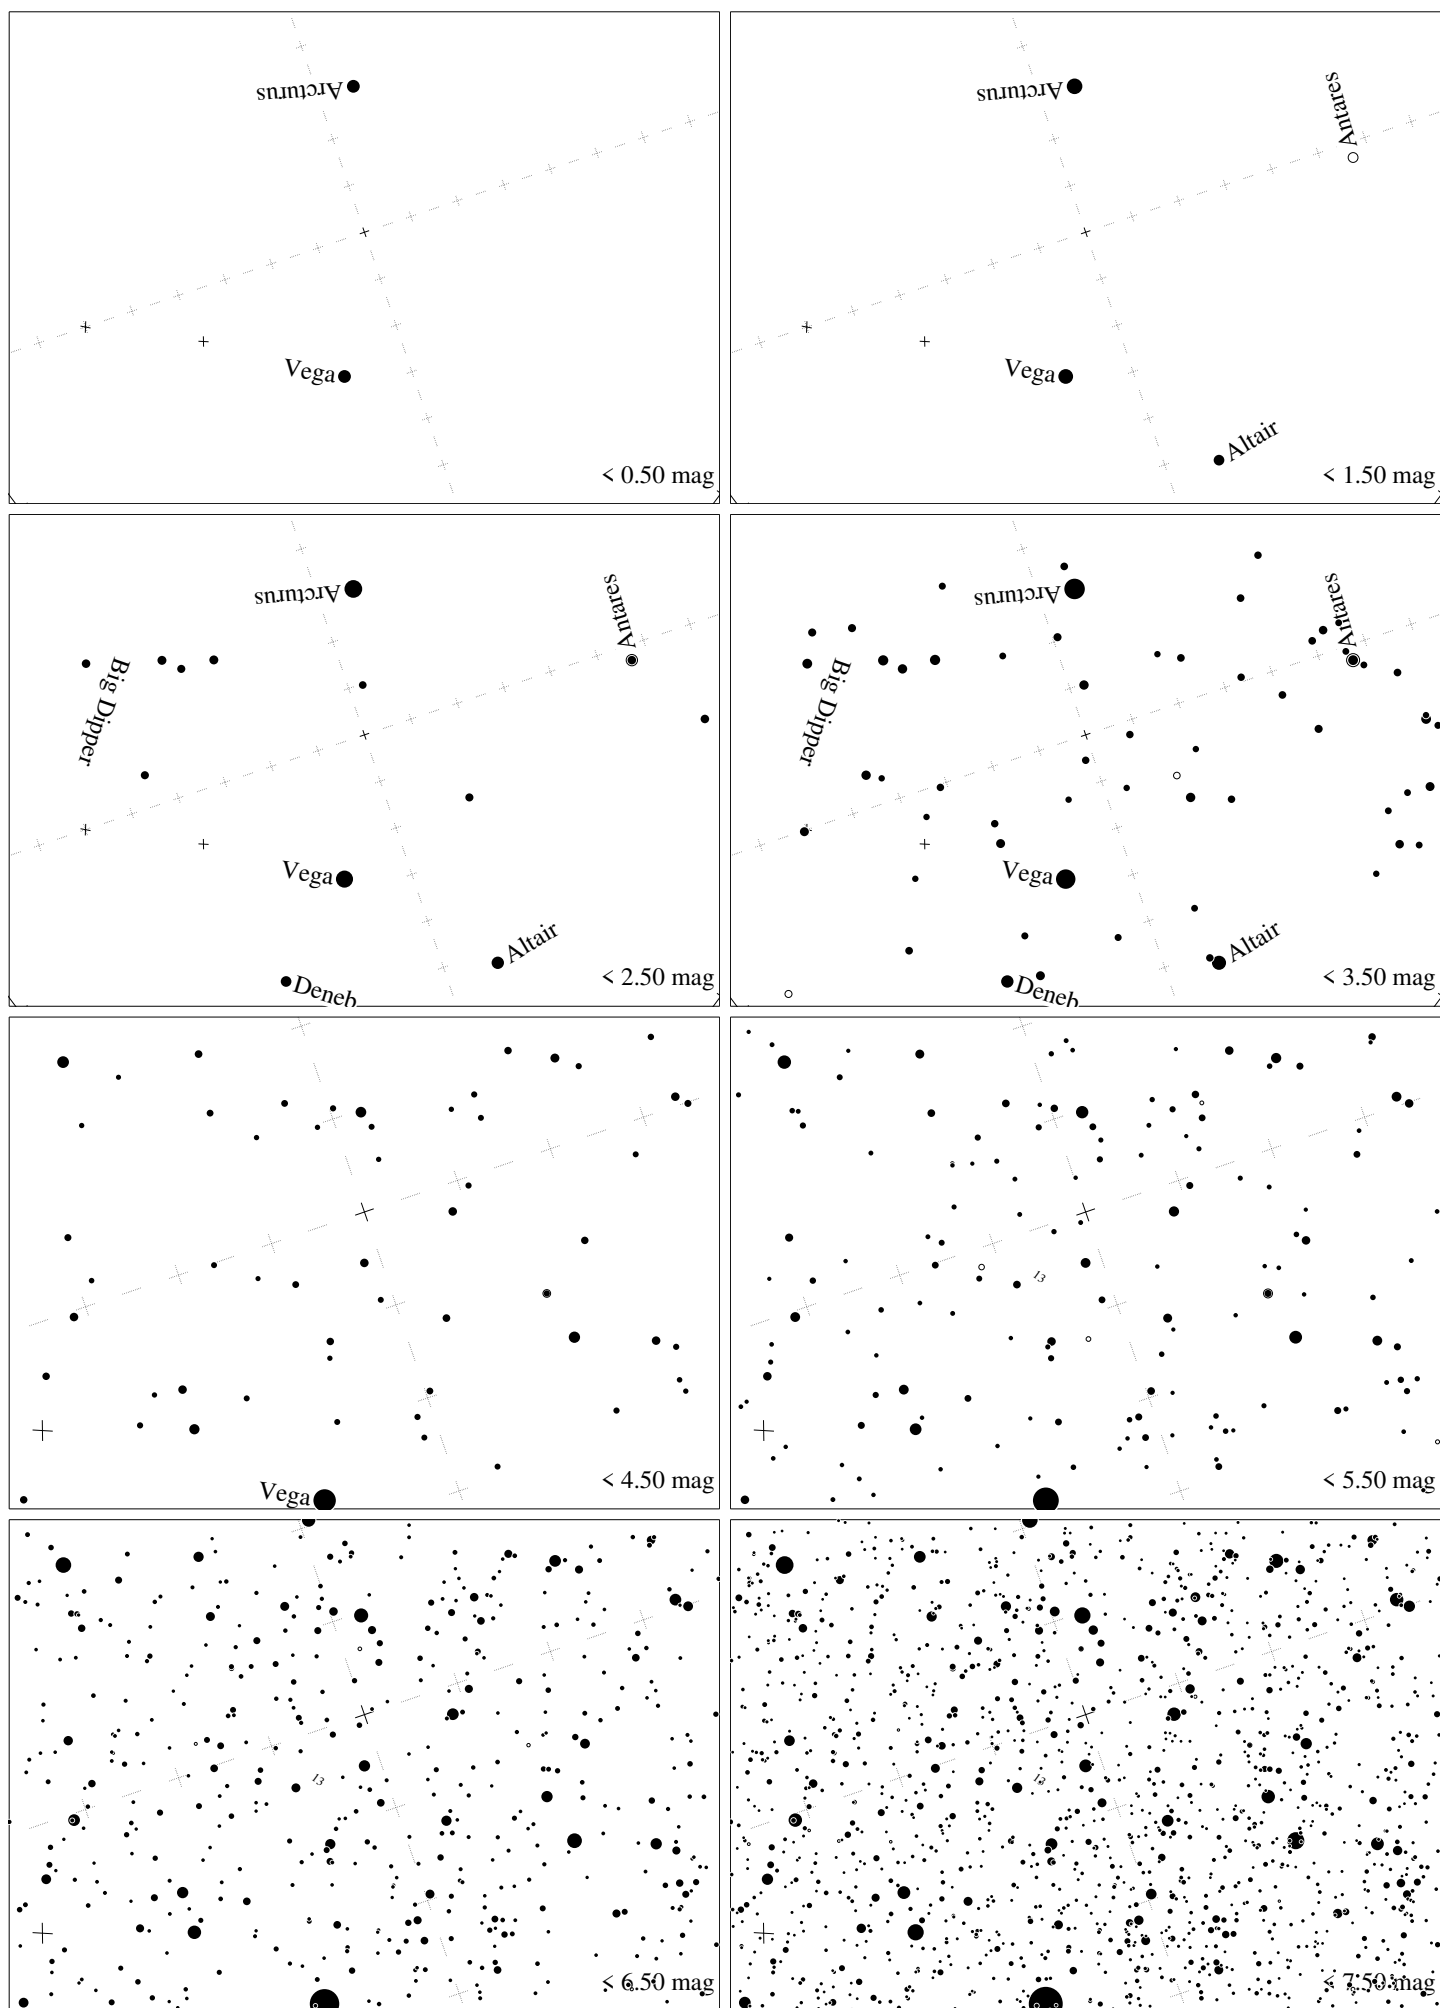 Arcturus
Vega
< 0.50 mag
Arcturus
Antares
Vega
Altair
< 1.50 mag
Arcturus
Antares
Big Dipper
Vega
Altair
Deneb
< 2.50 mag
Arcturus
Antares
Big Dipper
Vega
Altair
Deneb
< 3.50 mag
Vega
< 4.50 mag
13
< 5.50 mag
13
< 6.50 mag
13
< 7.50 mag